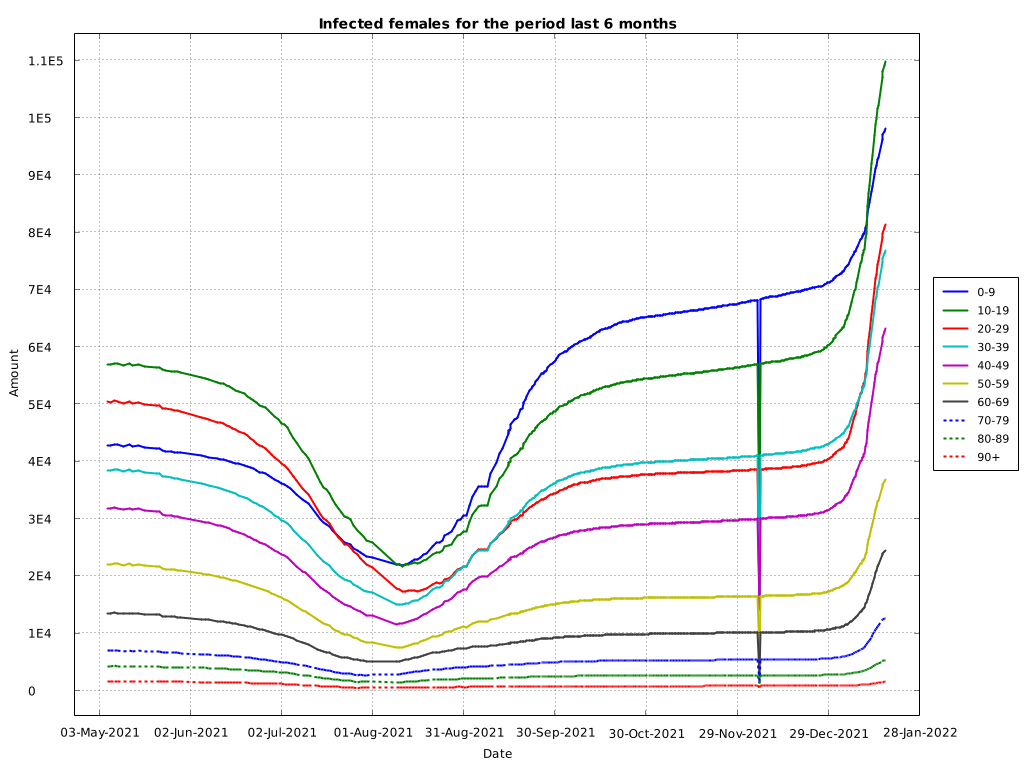 Infected females for the period last 6 months
1.1E5
1E5
9E4
8E4
7E4
6E4
5E4
4E4
3E4
2E4
1E4
0
Amount
03-May-2021
02-Jun-2021
02-Jul-2021
01-Aug-2021
31-Aug-2021
30-Sep-2021
30-Oct-2021
29-Nov-2021
29-Dec-2021
28-Jan-2022
Date
0-9
10-19
20-29
30-39
40-49
50-59
60-69
70-79
80-89
90+